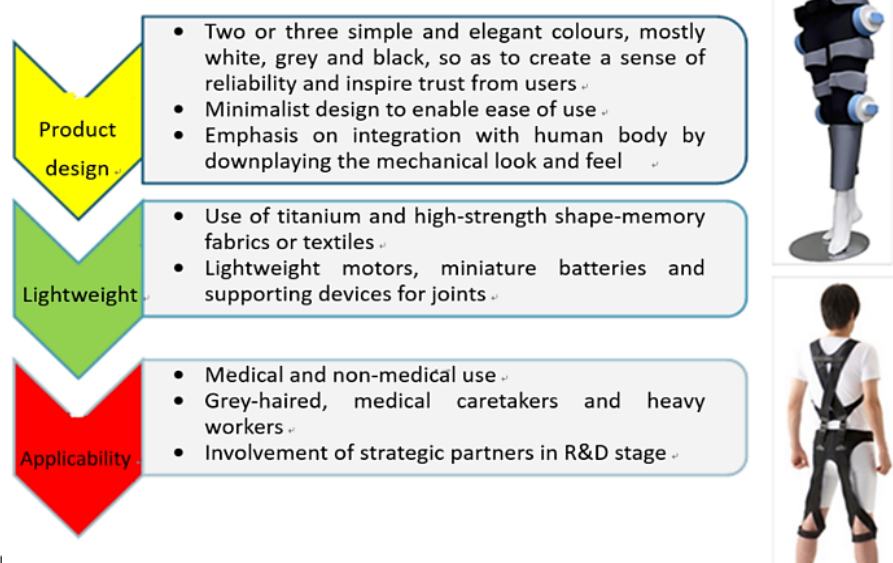 Product
design
• Two or three simple and elegant colours, mostly
white, grey and black, so as to create a sense of
reliability and inspire trust from users
• Minimalist design to enable ease of use
• Emphasis on integration with human body by
downplaying the mechanical look and feel
Lightweight
• Use of titanium and high-strength shape-memory
fabrics or textiles
• Lightweight motors, miniature batteries and
supporting devices for joints
Applicability
• Medical and non-medical use
• Grey-haired, medical caretakers and heavy
workers
• Involvement of strategic partners in R&D stage